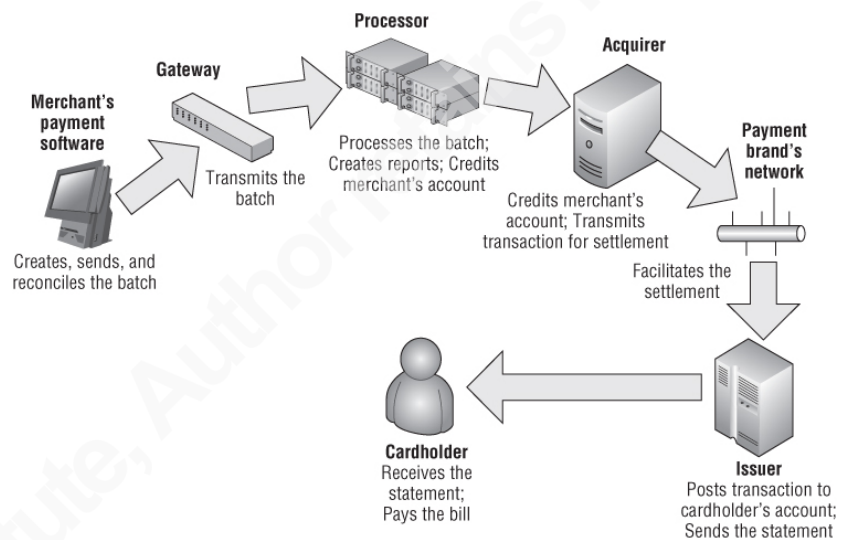 Processor
Gateway
Acquirer
Merchant's
payment
software
Payment
brand's
network
Processes the batch;
Creates reports; Credits
merchant's account
Transmits the
batch
Credits merchant's
account; Transmits
transaction for settlement
Creates, sends, and
reconciles the batch
Facilitates the
settlement
Cardholder
Receives the
statement;
Pays the bill
Issuer
Posts transaction to
cardholder's account;
Sends the statement
tute, Author